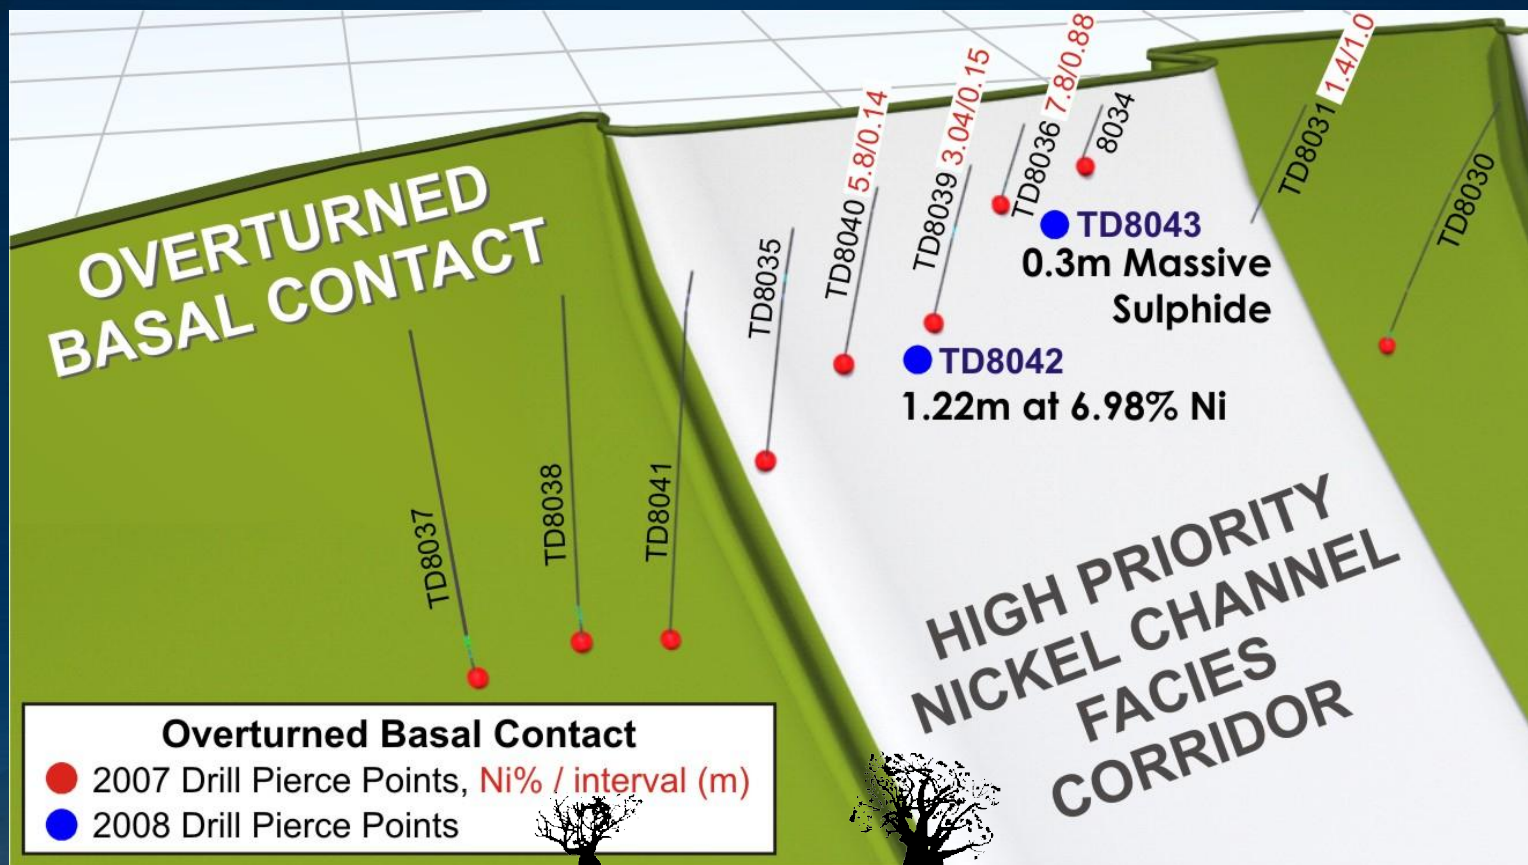 OVERTURNED
BASAL CONTACT
TD8037
TD8038
TD8041
TD8035
TD8040 5.8/0.14
TD8039 3.04/0.15
TD8036 7.8/0.88
8034
TD8031 1.4/1.0
TD8030
TD8043
0.3m Massive
Sulphide
TD8042
1.22m at 6.98% Ni
HIGH PRIORITY
NICKEL CHANNEL
FACIES
CORRIDOR
Overturned Basal Contact
2007 Drill Pierce Points, Ni% / interval (m)
2008 Drill Pierce Points